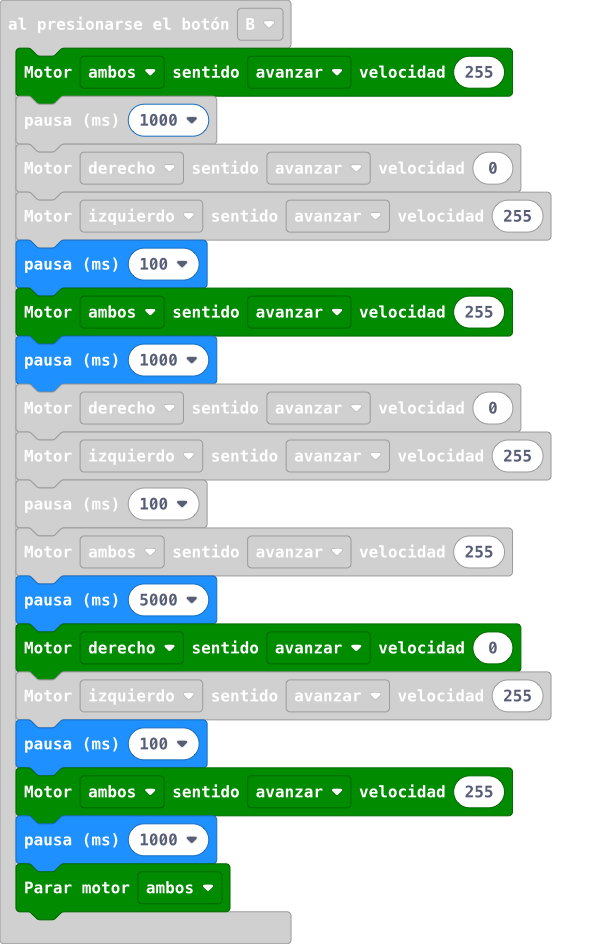 al presionarse el botón B
Motor ambos sentido avanzar velocidad 255
pausa (ms) 1000
Motor derecho sentido avanzar velocidad 0
Motor izquierdo sentido avanzar velocidad 255
pausa (ms) 100
Motor ambos sentido avanzar velocidad 255
pausa (ms) 1000
Motor derecho sentido avanzar velocidad 0
Motor izquierdo sentido avanzar velocidad 255
pausa (ms) 100
Motor ambos sentido avanzar velocidad 255
pausa (ms) 5000
Motor derecho sentido avanzar velocidad 0
Motor izquierdo sentido avanzar velocidad 255
pausa (ms) 100
Motor ambos sentido avanzar velocidad 255
pausa (ms) 1000
Parar motor ambos